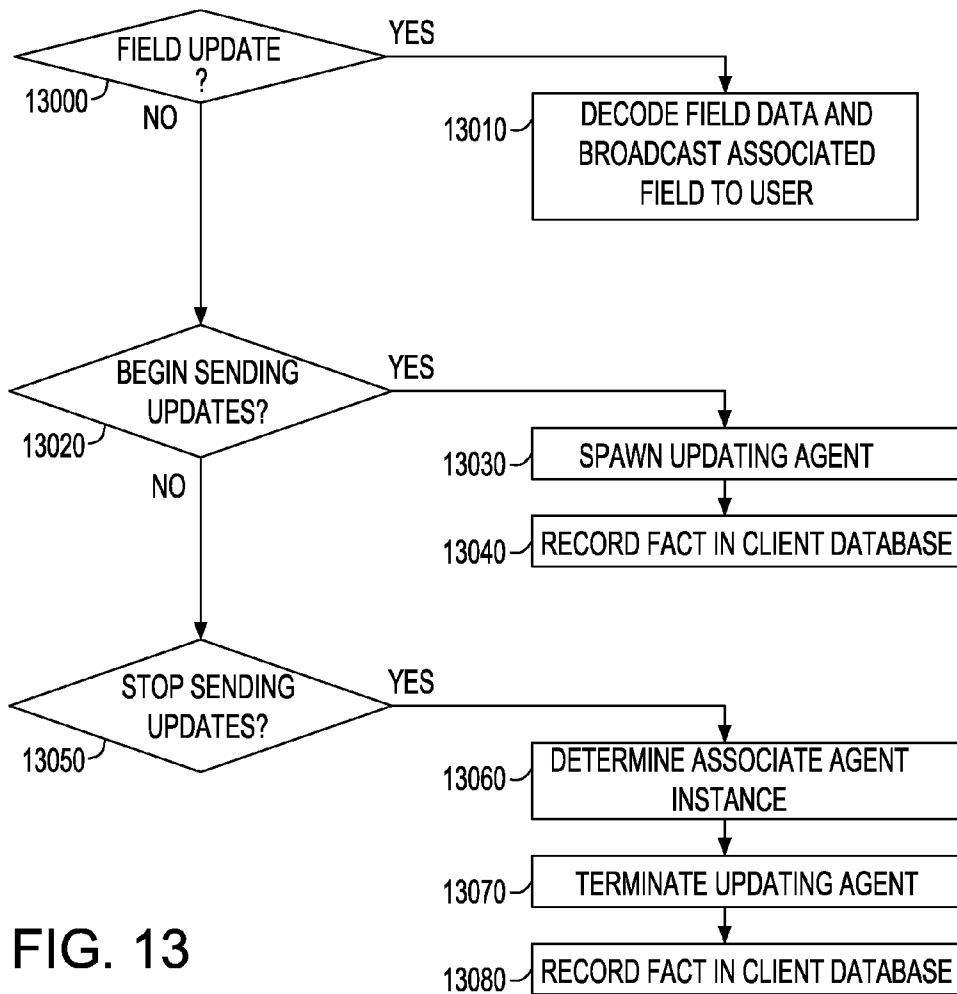 FIELD UPDATE
?
YES
13000
NO
13010
DECODE FIELD DATA AND
BROADCAST ASSOCIATED
FIELD TO USER
BEGIN SENDING
UPDATES?
YES
13020
NO
13030
SPAWN UPDATING AGENT
13040
RECORD FACT IN CLIENT DATABASE
STOP SENDING
UPDATES?
YES
13050
13060
DETERMINE ASSOCIATE AGENT
INSTANCE
13070
TERMINATE UPDATING AGENT
13080
RECORD FACT IN CLIENT DATABASE
FIG. 13